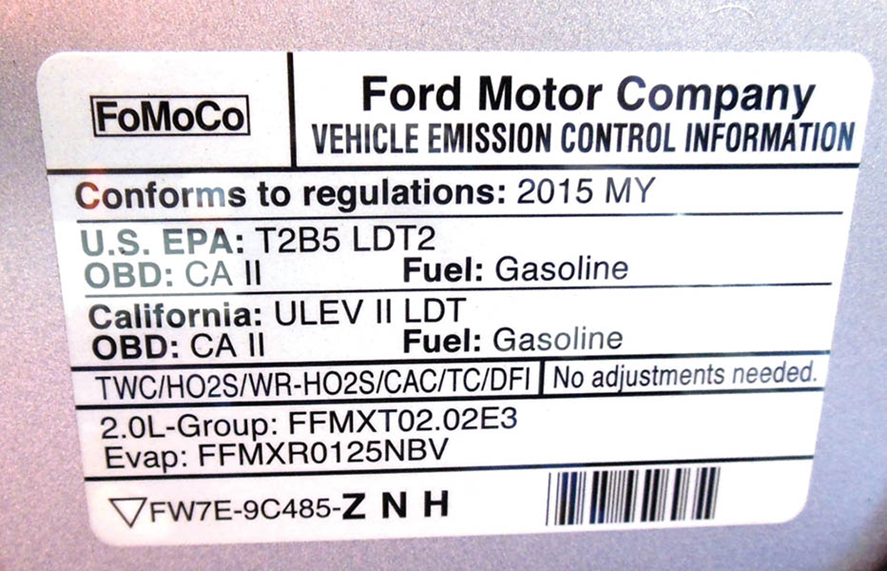 FoMoCo
Ford Motor Company
VEHICLE EMISSION CONTROL INFORMATION
Conforms to regulations: 2015 MY
U.S. EPA: T2B5 LDT2
OBD: CA II Fuel: Gasoline
California: ULEV II LDT
OBD: CA II Fuel: Gasoline
TWC/HO2S/WR-HO2S/CAC/TC/DFI No adjustments needed.
2.0L-Group: FFMXT02.02E3
Evap: FFMXR0125NBV
FW7E-9C485-Z N H